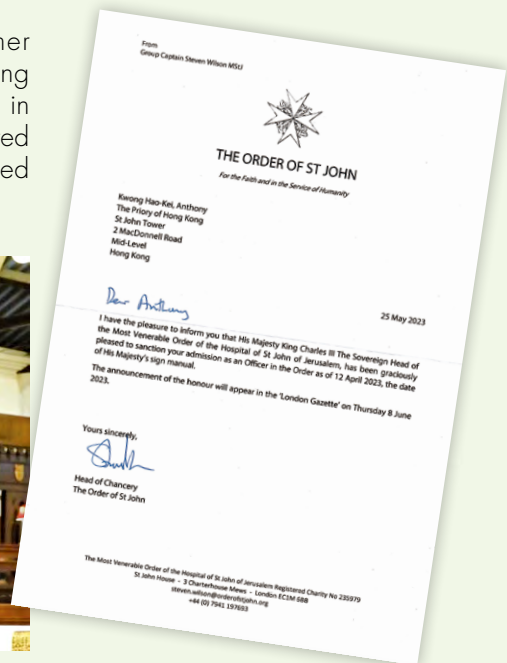 ner
ng
in
ed
ed
From
Group Captain Steven Wilson MStJ
THE ORDER OF ST JOHN
For the Faith and in the Service of Humanity
Kwong Hao-Kei, Anthony
The Priory of Hong Kong
St John Tower
2 MacDonnell Road
Mid-Level
Hong Kong
Dear Anthony
25 May 2023
I have the pleasure to inform you that His Majesty King Charles III The Sovereign Head of
the Most Venerable Order of the Hospital of St John of Jerusalem, has been graciously
pleased to sanction your admission as an Officer in the Order as of 12 April 2023, the date
of His Majesty's sign manual.
The announcement of the honour will appear in the 'London Gazette' on Thursday 8 June
2023.
Yours sincerely,
Head of Chancery
The Order of St John
The Most Venerable Order of the Hospital of St John of Jerusalem Registered Charity No 235979
St John House - 3 Charterhouse Mews - London EC1M 6BB
steven.wilson@orderofstjohn.org
+44 (0) 7941 197693